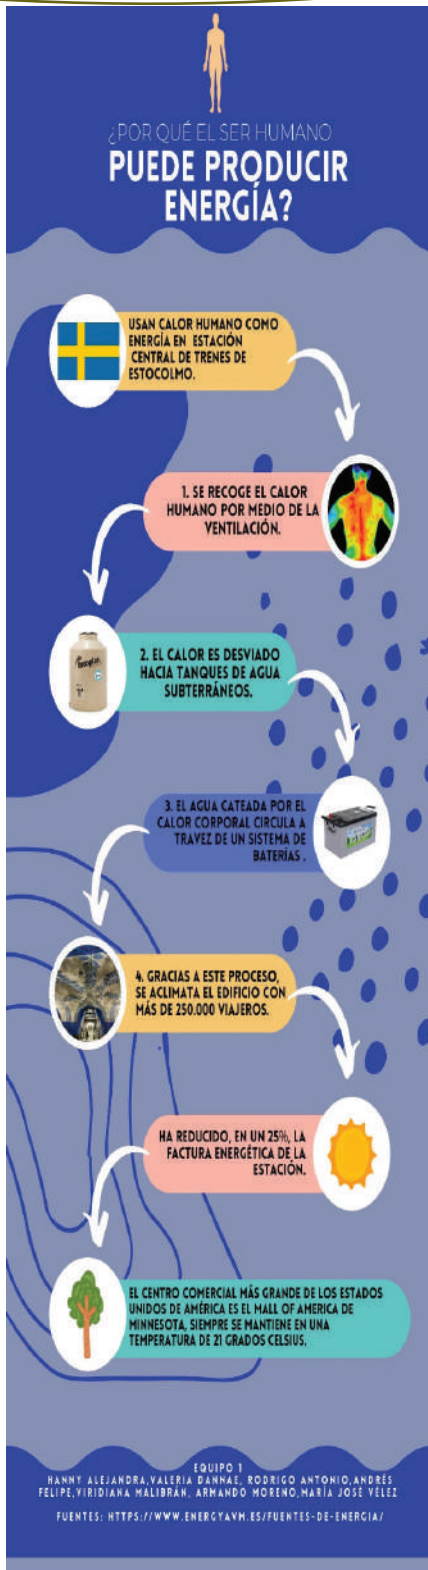 ¿POR QUÉ EL SER HUMANO
PUEDE PRODUCIR
ENERGÍA?
USAN CALOR HUMANO COMO
ENERGÍA EN ESTACIÓN
CENTRAL DE TRENES DE
ESTOCOLMO.
1. SE RECOGE EL CALOR
HUMANO POR MEDIO DE LA
VENTILACIÓN.
2. EL CALOR ES DESVIADO
HACIA TANQUES DE AGUA
SUBTERRÁNEOS.
3. EL AGUA CATEADA POR EL
CALOR CORPORAL CIRCULA A
TRAVEZ DE UN SISTEMA DE
BATERÍAS .
4. GRACIAS A ESTE PROCESO,
SE ACLIMATA EL EDIFICIO CON
MÁS DE 250.000 VIAJEROS.
HA REDUCIDO, EN UN 25%, LA
FACTURA ENERGÉTICA DE LA
ESTACIÓN.
EL CENTRO COMERCIAL MÁS GRANDE DE LOS ESTADOS
UNIDOS DE AMÉRICA ES EL MALL OF AMERICA DE
MINNESOTA, SIEMPRE SE MANTIENE EN UNA
TEMPERATURA DE 21 GRADOS CELSIUS.
EQUIPO 1
HANNY ALEJANDRA,VALERIA DANNAE, RODRIGO ANTONIO,ANDRÉS
FELIPE,VIRIDIANA MALIBRÁN, ARMANDO MORENO,MARÍA JOSÉ VÉLEZ
FUENTES: HTTPS://WWW.ENERGYAVM.ES/FUENTES-DE-ENERGIA/